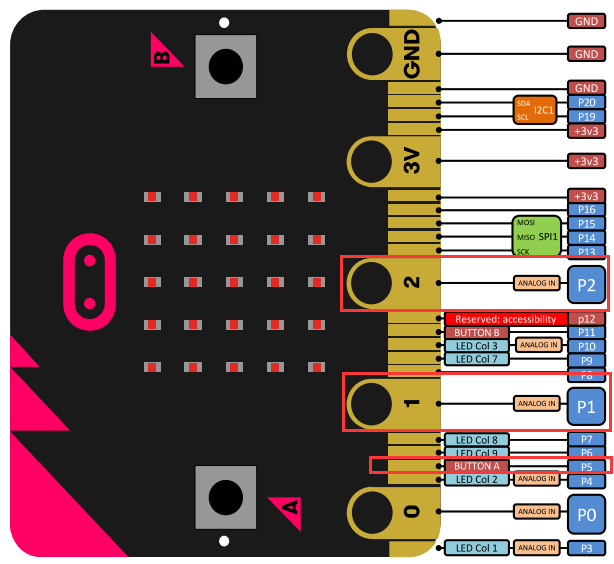 GND
GND
GND
GND
B
SDA I2C1 P20
SCL P19
+3v3
3V +3v3
+3v3
P16
MOSI P15
MISO SPI1 P14
SCK P13
2 ANALOG IN P2
Reserved: accessibility p12
BUTTON B P11
LED Col 3 ANALOG IN P10
LED Col 7 P9
P8
1 ANALOG IN P1
LED Col 8 P7
LED Col 9 P6
BUTTON A P5
LED Col 2 ANALOG IN P4
A
0 ANALOG IN P0
LED Col 1 ANALOG IN P3